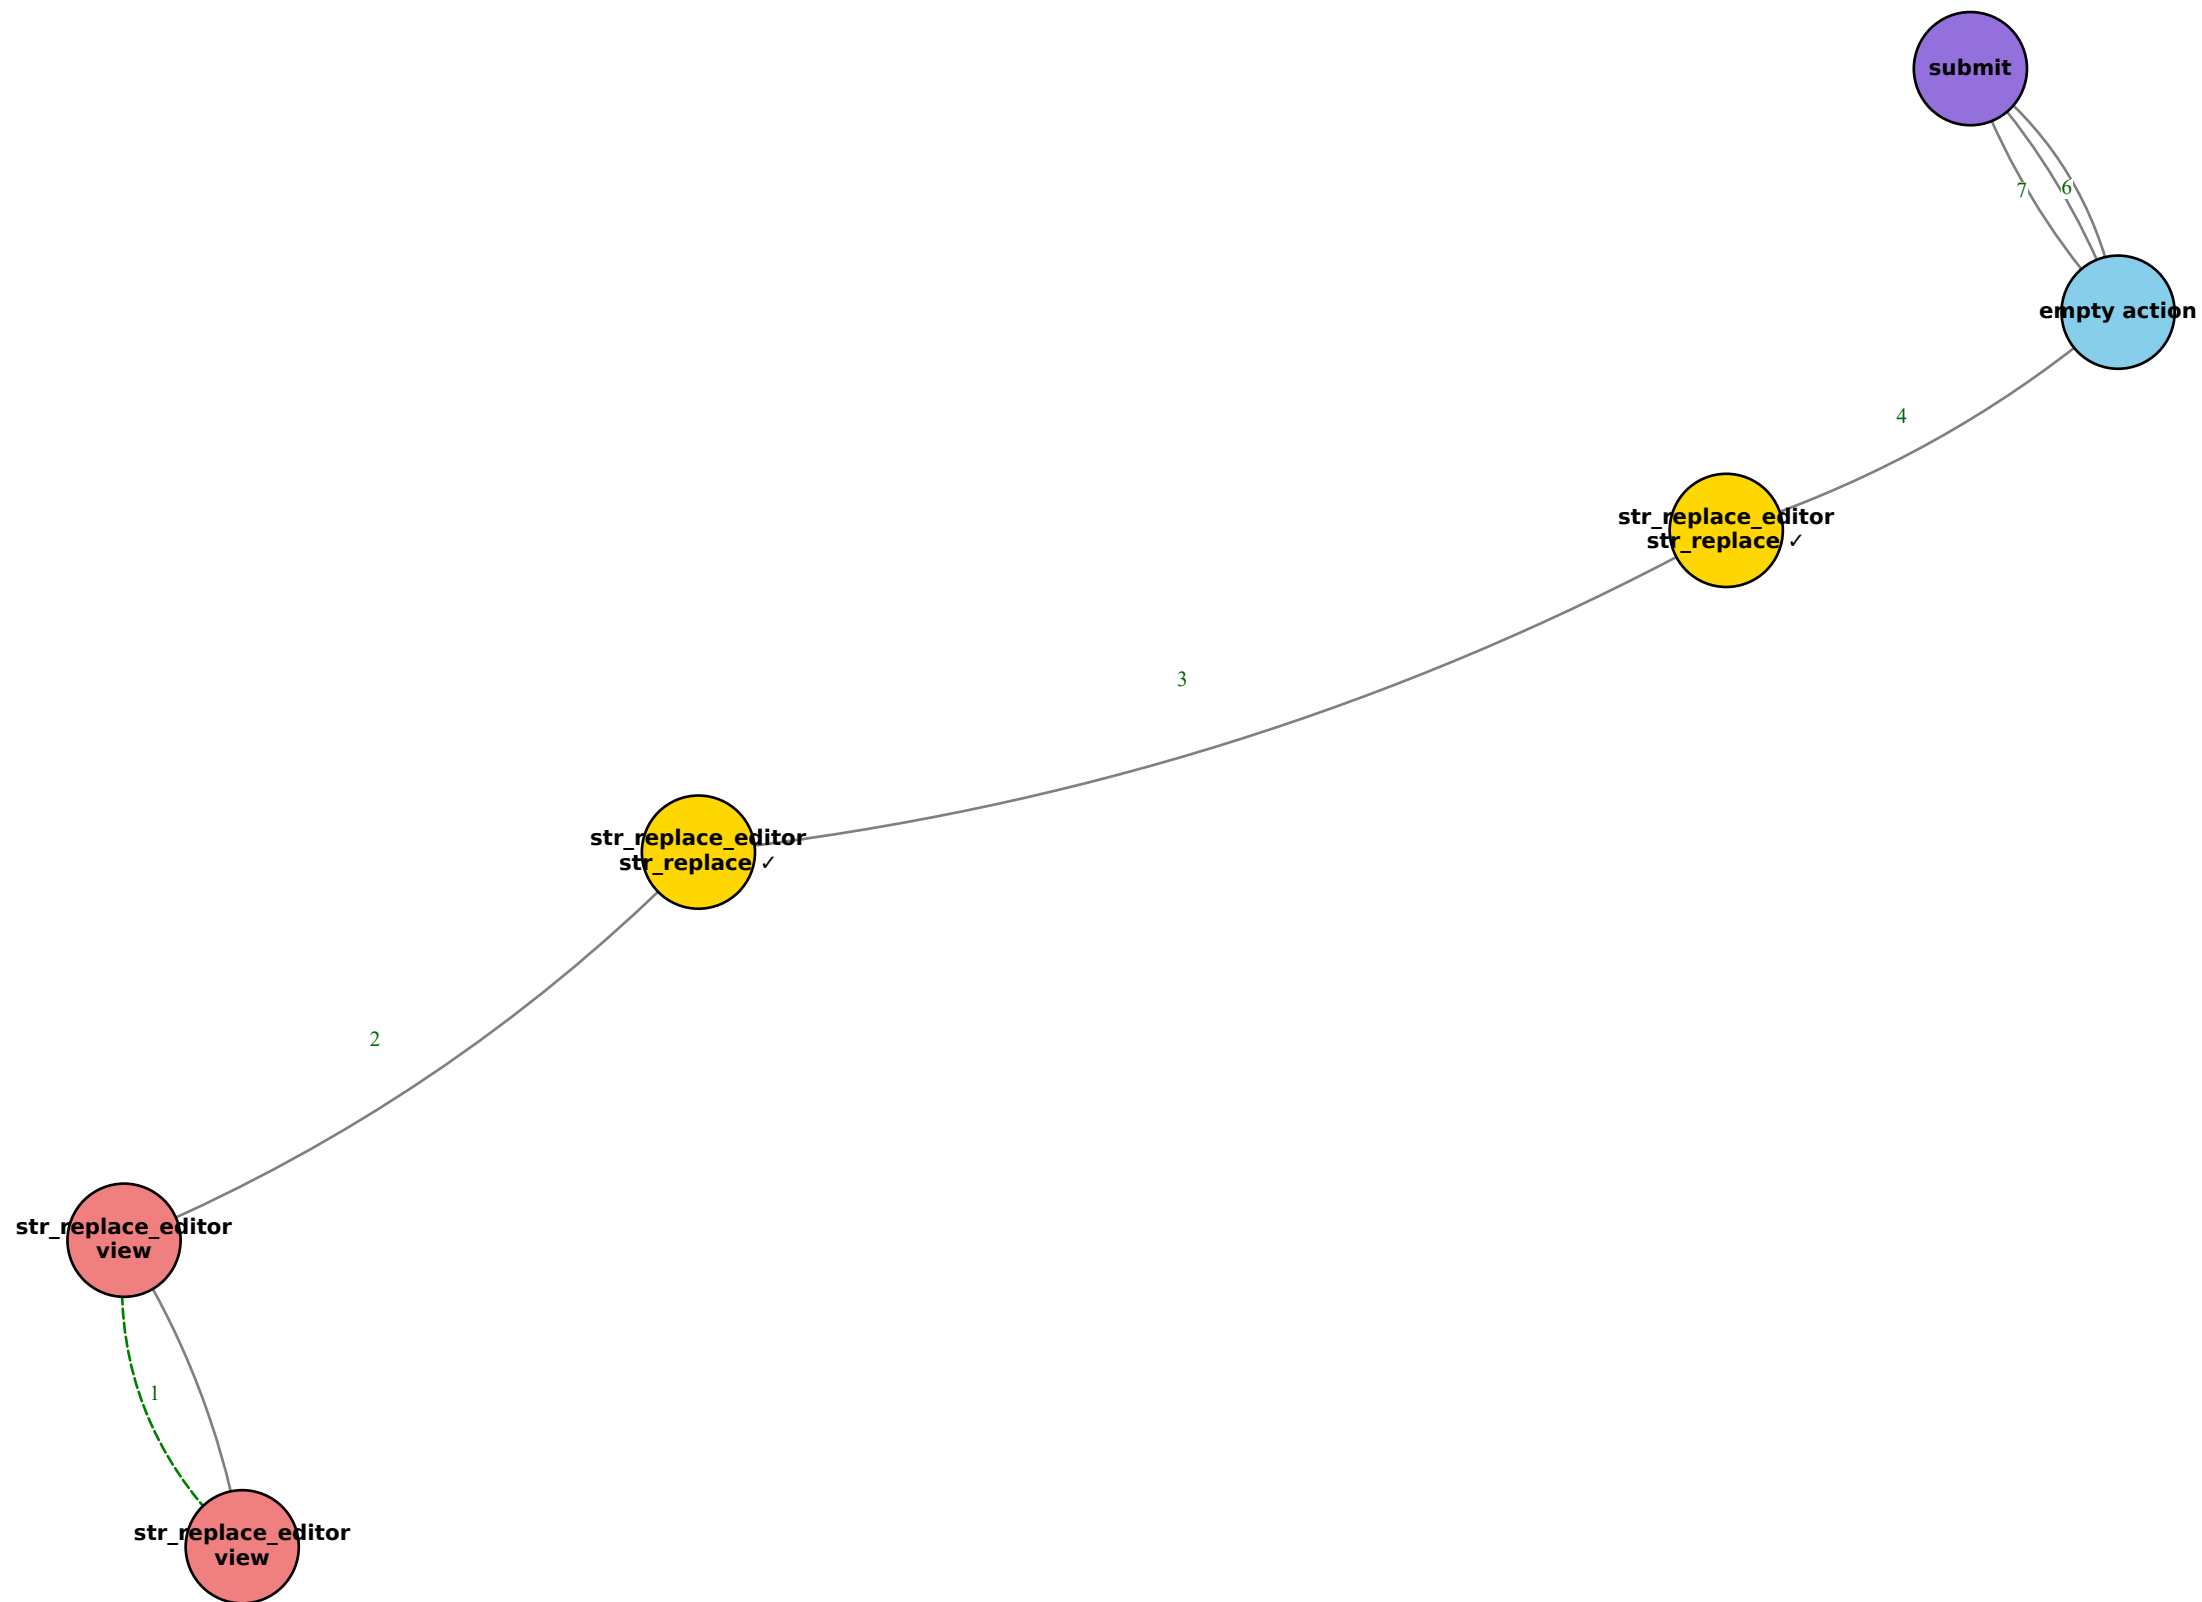 submit
7
6
empty action
4
str_replace_editor
str_replace ✓
3
str_replace_editor
str_replace ✓
2
str_replace_editor
view
1
str_replace_editor
view